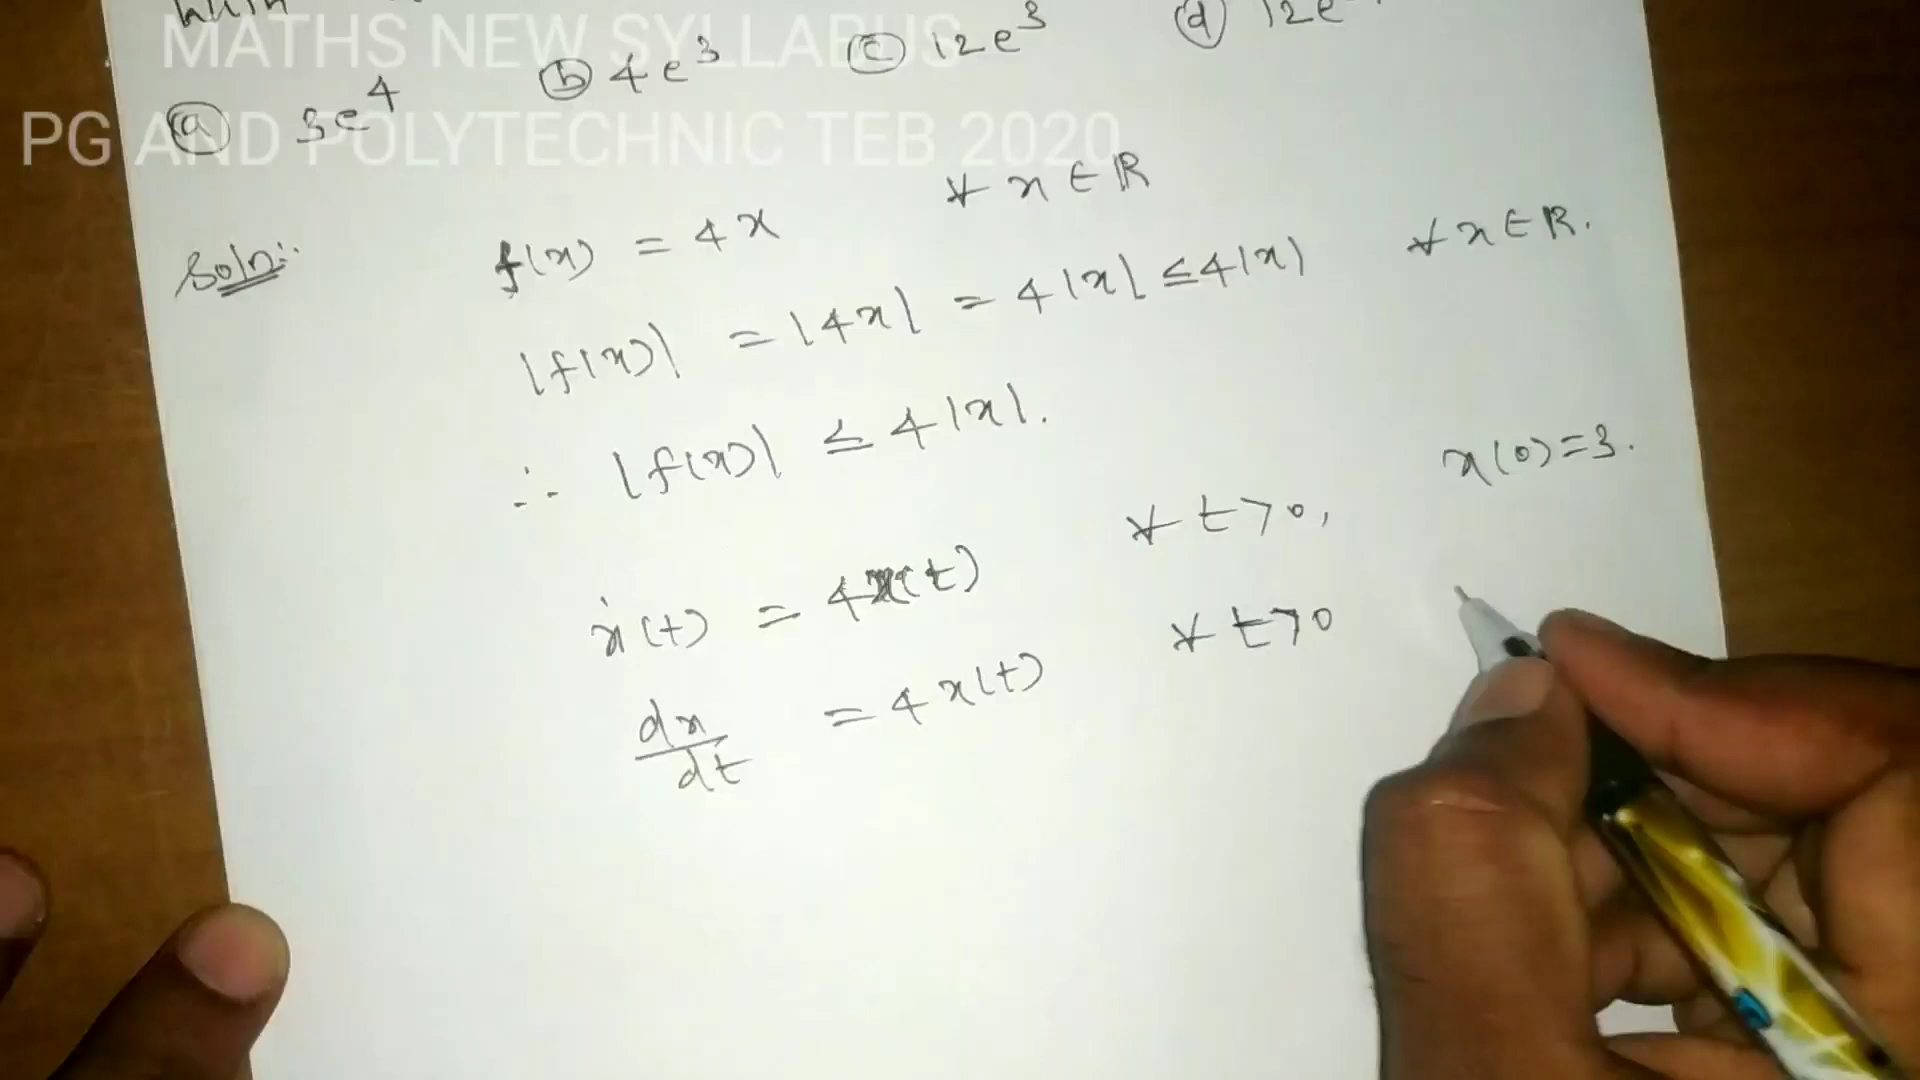 MATHS NEW SYLLABUS
PG AND POLYTECHNIC TEB 2020
ⓐ 3e⁴ ⓑ 4e³ ⓒ 12e³ ⓓ 12e
Soln:- f(x) = 4x ∀ x ∈ ℝ
|f(x)| = |4x| = 4|x| ≤ 4|x| ∀ x ∈ ℝ.
∴ |f(x)| ≤ 4|x|.
ẋ(t) = 4x(t) ∀ t > 0, x(0) = 3.
dx/dt = 4x(t) ∀ t > 0